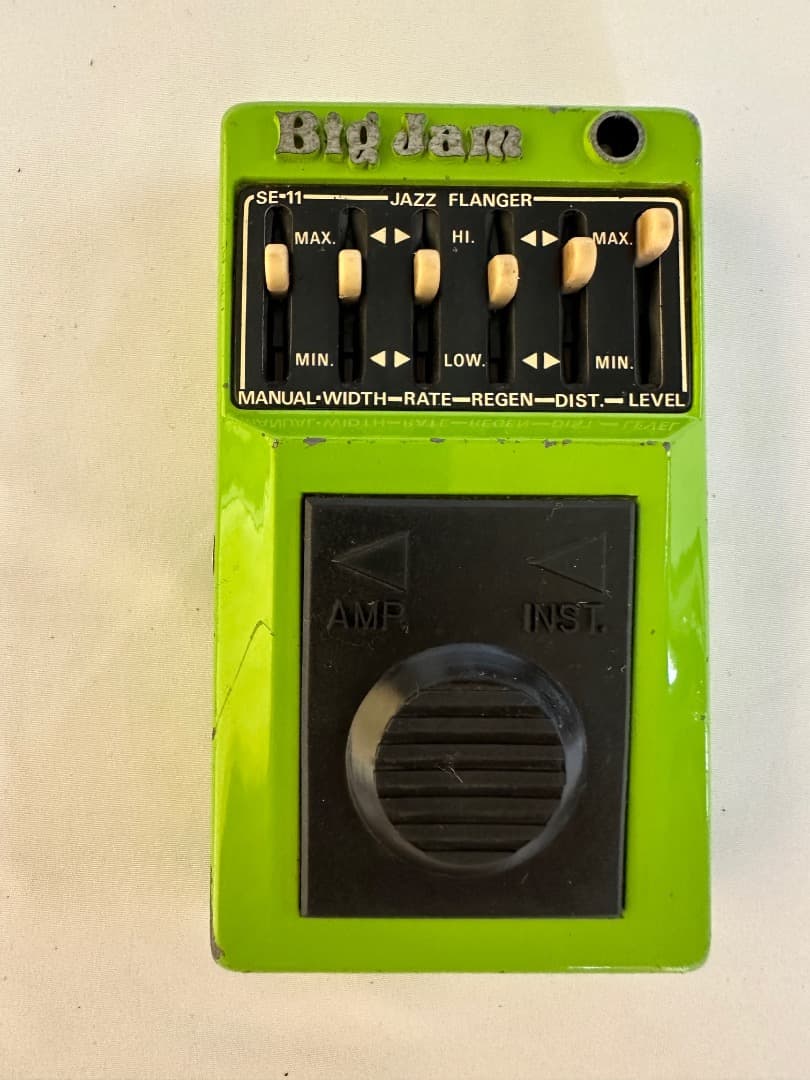 Big Jam
SE-11 JAZZ FLANGER
MAX. ◀ ▶ HI. ◀ ▶ MAX.
MIN. ◀ ▶ LOW. ◀ ▶ MIN.
MANUAL•WIDTH—RATE—REGEN—DIST.—LEVEL
AMP. INST.